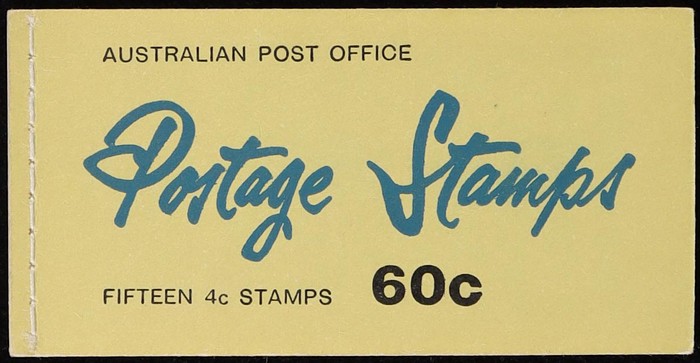 AUSTRALIAN POST OFFICE
Postage Stamps
FIFTEEN 4c STAMPS 60c